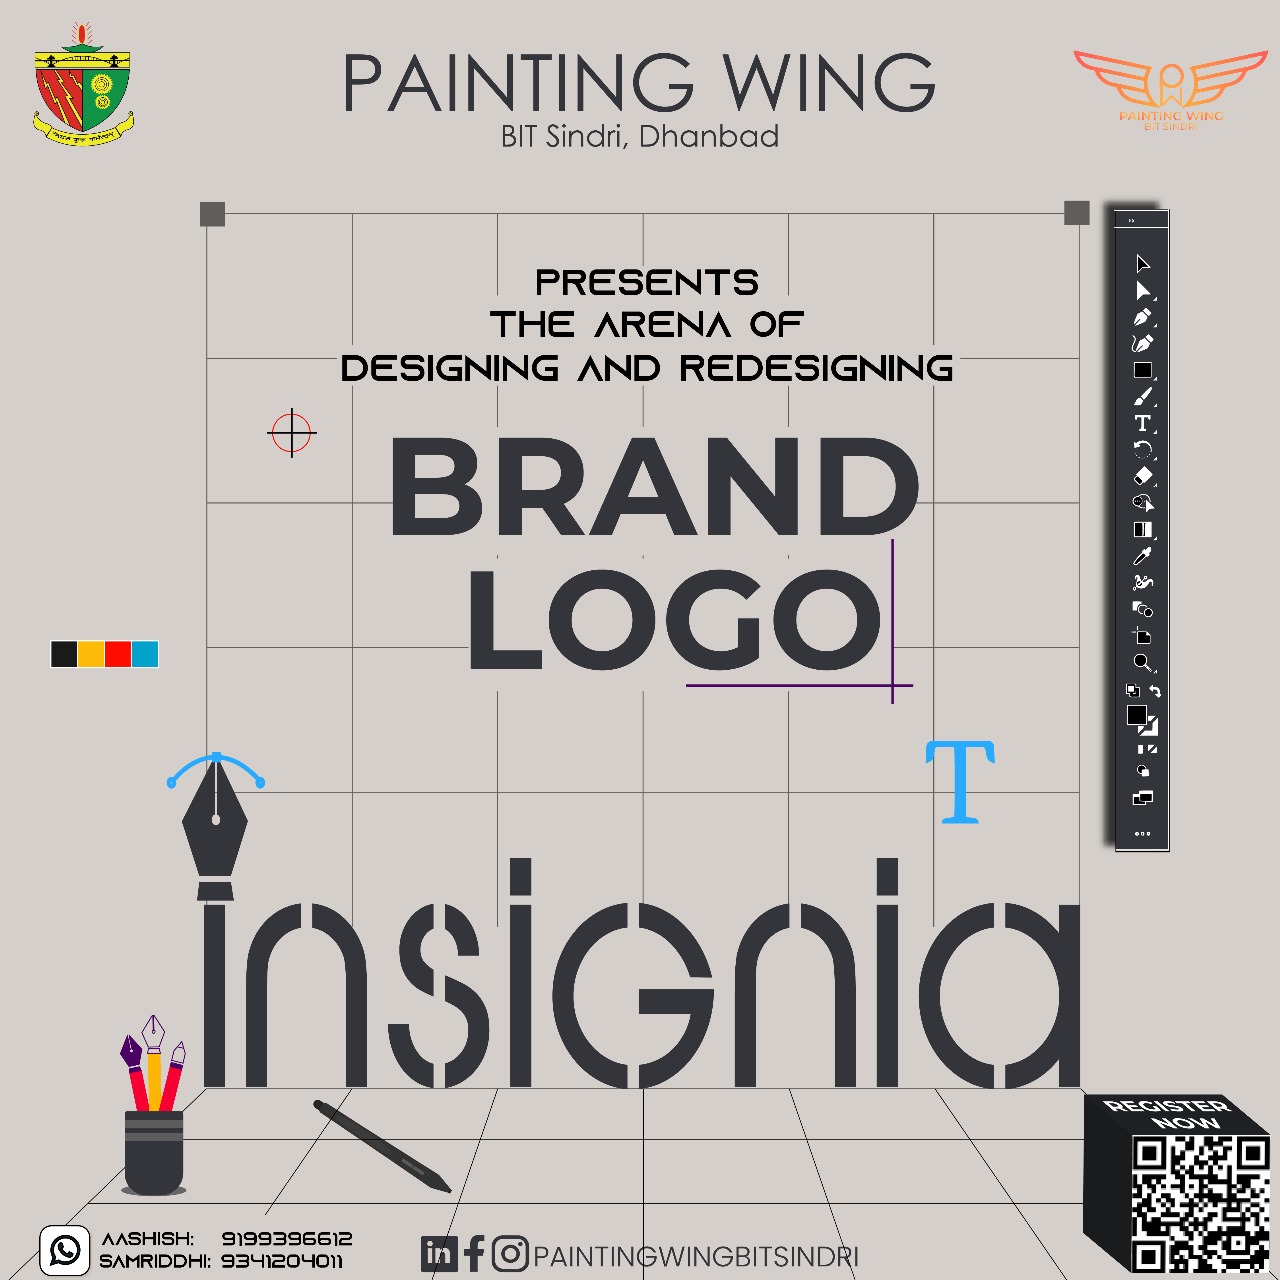 PAINTING WING
BIT Sindri, Dhanbad
PAINTING WING
BIT SINDRI
PRESENTS
THE ARENA OF
DESIGNING AND REDESIGNING
BRAND
LOGO
T
T
insiGnia
REGISTER
NOW
AASHISH: 9199396612
SAMRIDDHI: 9341204011
in f PAINTINGWINGBITSINDRI